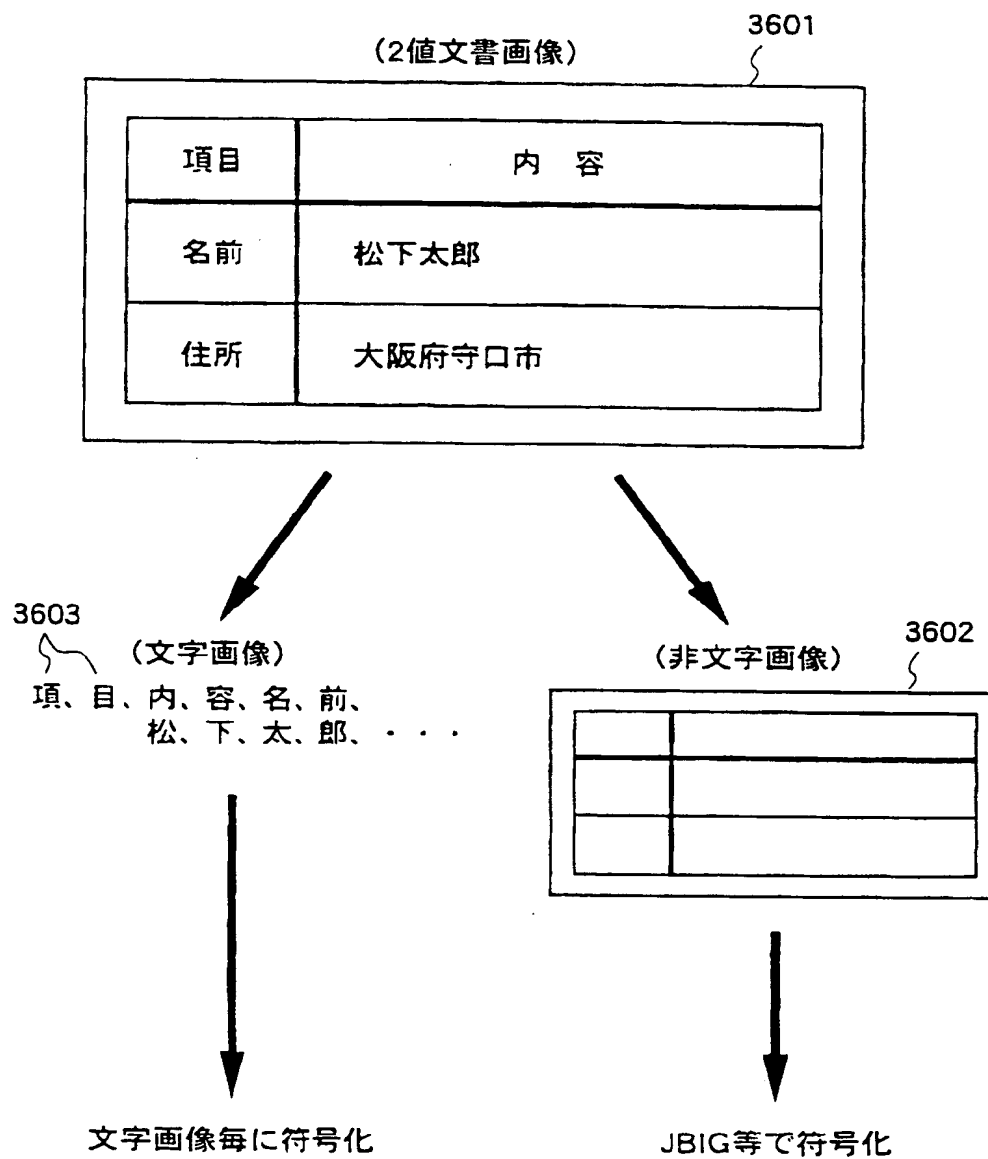 3601
(2値文書画像)
項目 内 容
名前 松下太郎
住所 大阪府守口市
3603
(文字画像)
項、目、内、容、名、前、
松、下、太、郎、・・・
3602
(非文字画像)
文字画像毎に符号化
JBIG等で符号化